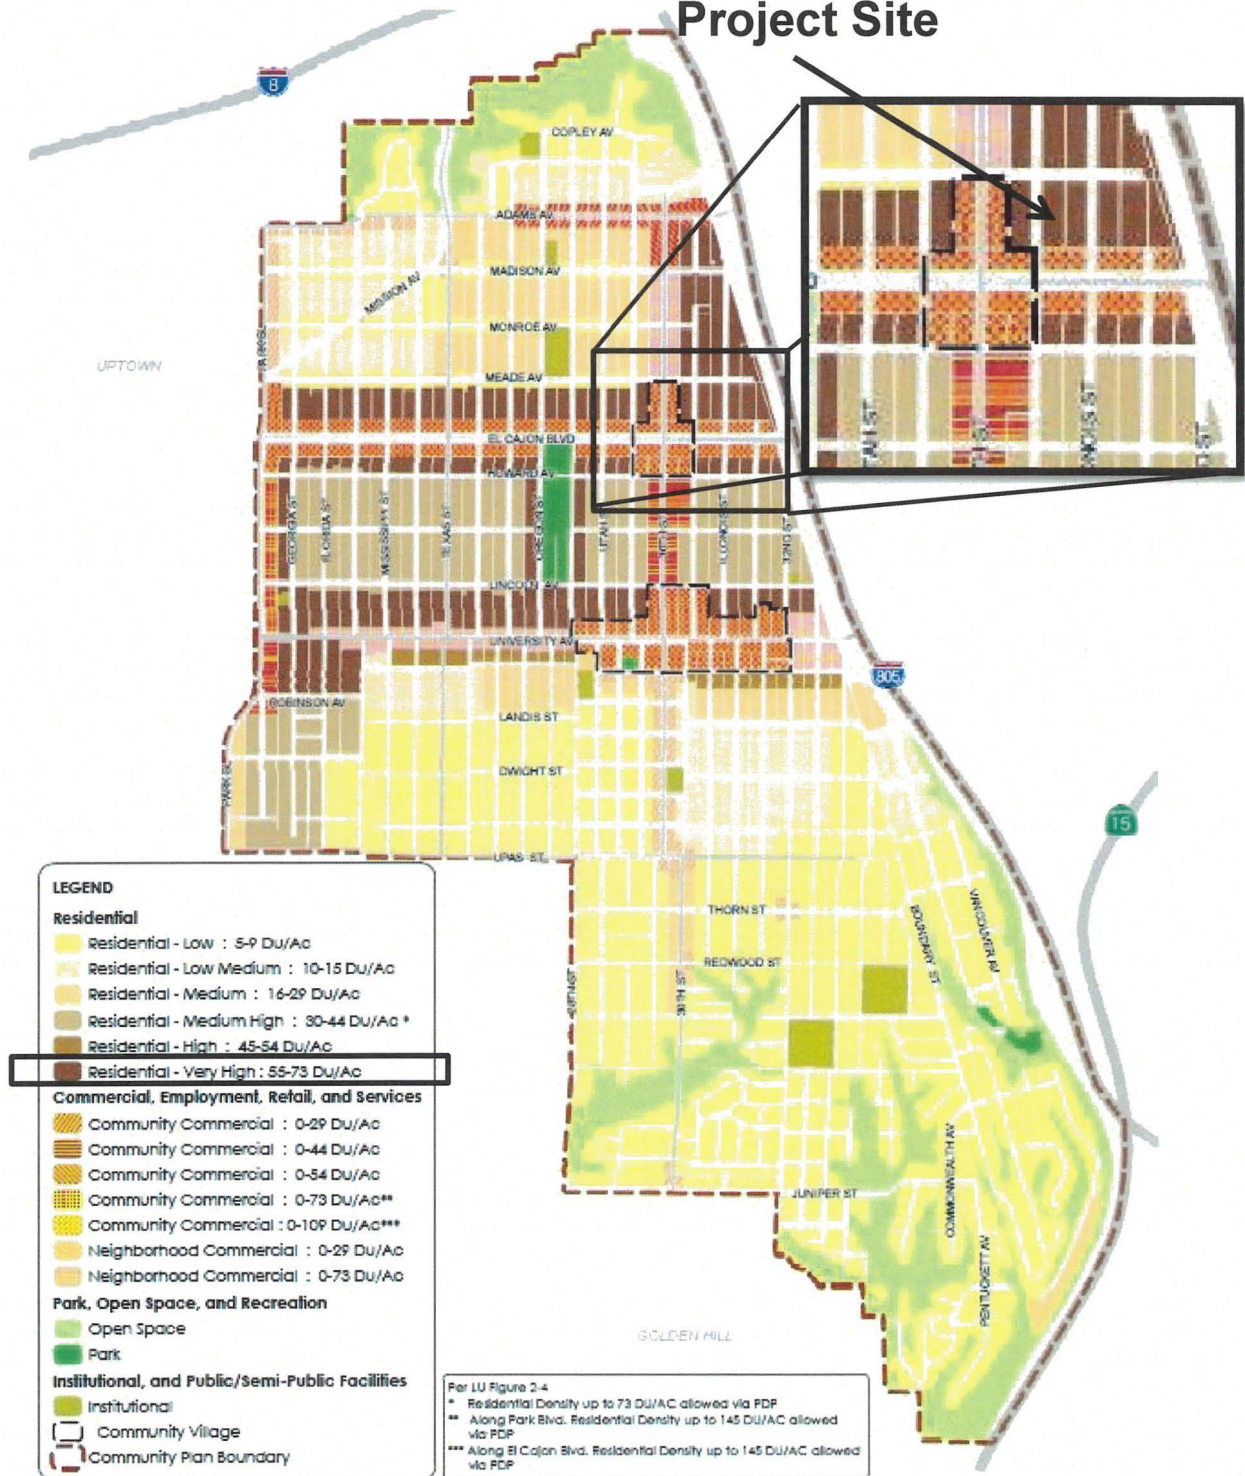 Project Site
8
COPLEY AV
ADAMS AV
MADISON AV
MISSION AV
MONROE AV
UPTOWN
PARK BL
MEADE AV
EL CAJON BLVD
HOWARD AV
GEORGIA ST
FLORIDA ST
MISSISSIPPI ST
TEXAS ST
OREGON ST
UTAH S
30TH ST
ILLINOIS ST
32ND ST
LINCOLN AV
UNIVERSITY AV
805
ROBINSON AV
LANDIS ST
DWIGHT ST
PARK BL
15
UPAS ST
THORN ST
BOUNDARY ST
VANCOUVER AV
REDWOOD ST
28TH ST
30TH ST
JUNIPER ST
COMMONWEALTH AV
PENTUCKETT AV
GOLDEN HILL
LEGEND
Residential
Residential - Low : 5-9 Du/Ac
Residential - Low Medium : 10-15 Du/Ac
Residential - Medium : 16-29 Du/Ac
Residential - Medium High : 30-44 Du/Ac *
Residential - High : 45-54 Du/Ac
Residential - Very High : 55-73 Du/Ac
Commercial, Employment, Retail, and Services
Community Commercial : 0-29 Du/Ac
Community Commercial : 0-44 Du/Ac
Community Commercial : 0-54 Du/Ac
Community Commercial : 0-73 Du/Ac**
Community Commercial : 0-109 Du/Ac***
Neighborhood Commercial : 0-29 Du/Ac
Neighborhood Commercial : 0-73 Du/Ac
Park, Open Space, and Recreation
Open Space
Park
Institutional, and Public/Semi-Public Facilities
Institutional
Community Village
Community Plan Boundary
Per LU Figure 2-4
* Residential Density up to 73 DU/AC allowed via PDP
** Along Park Blvd. Residential Density up to 145 DU/AC allowed
via PDP
*** Along El Cajon Blvd. Residential Density up to 145 DU/AC allowed
via PDP